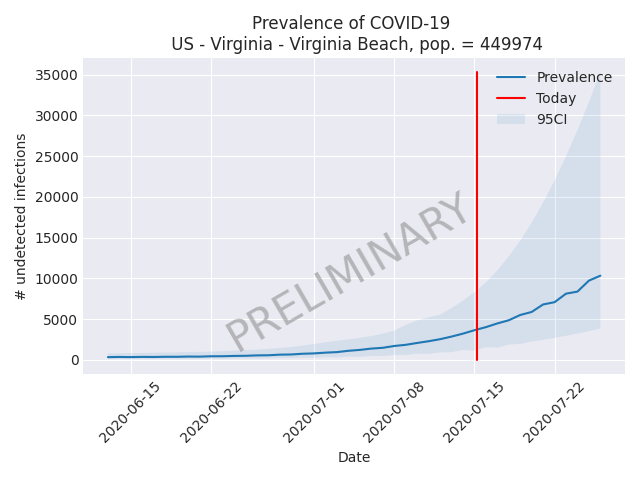 Prevalence of COVID-19
US - Virginia - Virginia Beach, pop. = 449974
35000
30000
25000
20000
15000
10000
5000
0
# undetected infections
Prevalence
Today
95CI
PRELIMINARY
2020-06-15
2020-06-22
2020-07-01
2020-07-08
2020-07-15
2020-07-22
Date